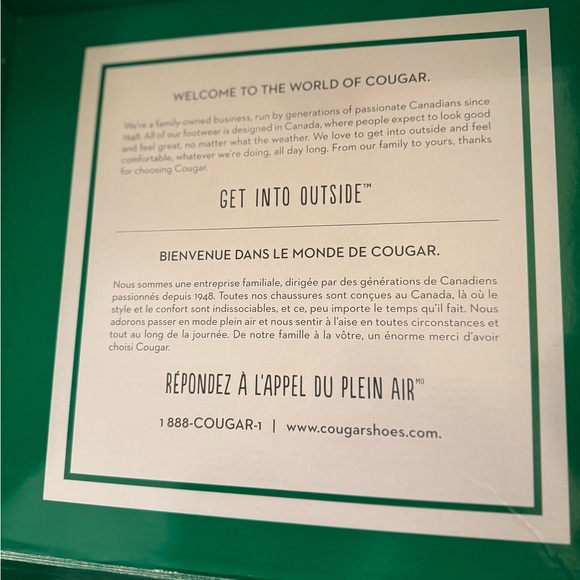 WELCOME TO THE WORLD OF COUGAR.
We're a family-owned business, run by generations of passionate Canadians since
1948. All of our footwear is designed in Canada, where people expect to look good
and feel great, no matter what the weather. We love to get into outside and feel
comfortable, whatever we're doing, all day long. From our family to yours, thanks
for choosing Cougar.
GET INTO OUTSIDE™
BIENVENUE DANS LE MONDE DE COUGAR.
Nous sommes une entreprise familiale, dirigée par des générations de Canadiens
passionnés depuis 1948. Toutes nos chaussures sont conçues au Canada, là où le
style et le confort sont indissociables, et ce, peu importe le temps qu'il fait. Nous
adorons passer en mode plein air et nous sentir à l'aise en toutes circonstances et
tout au long de la journée. De notre famille à la vôtre, un énorme merci d'avoir
choisi Cougar.
RÉPONDEZ À L'APPEL DU PLEIN AIR MD
1 888-COUGAR-1 | www.cougarshoes.com.